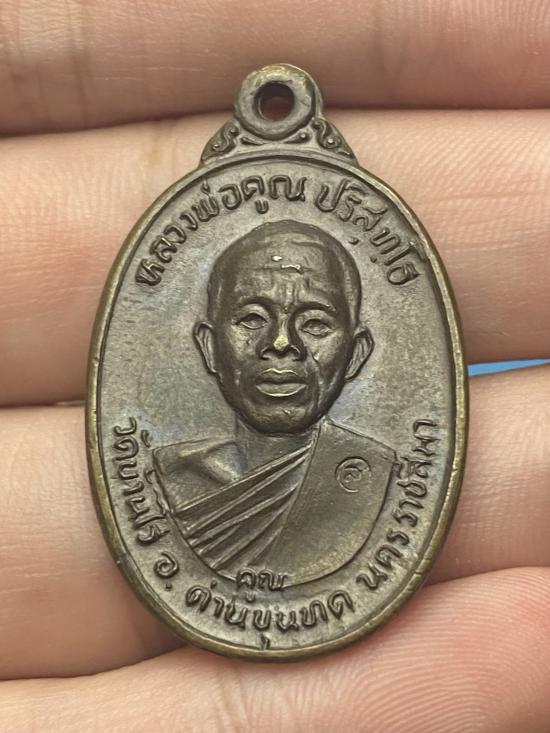 หลวงพ่อคูณ ปริสุทฺโธ
คูณ
วัดบ้านไร่ อ. ด่านขุนทด นครราชสีมา